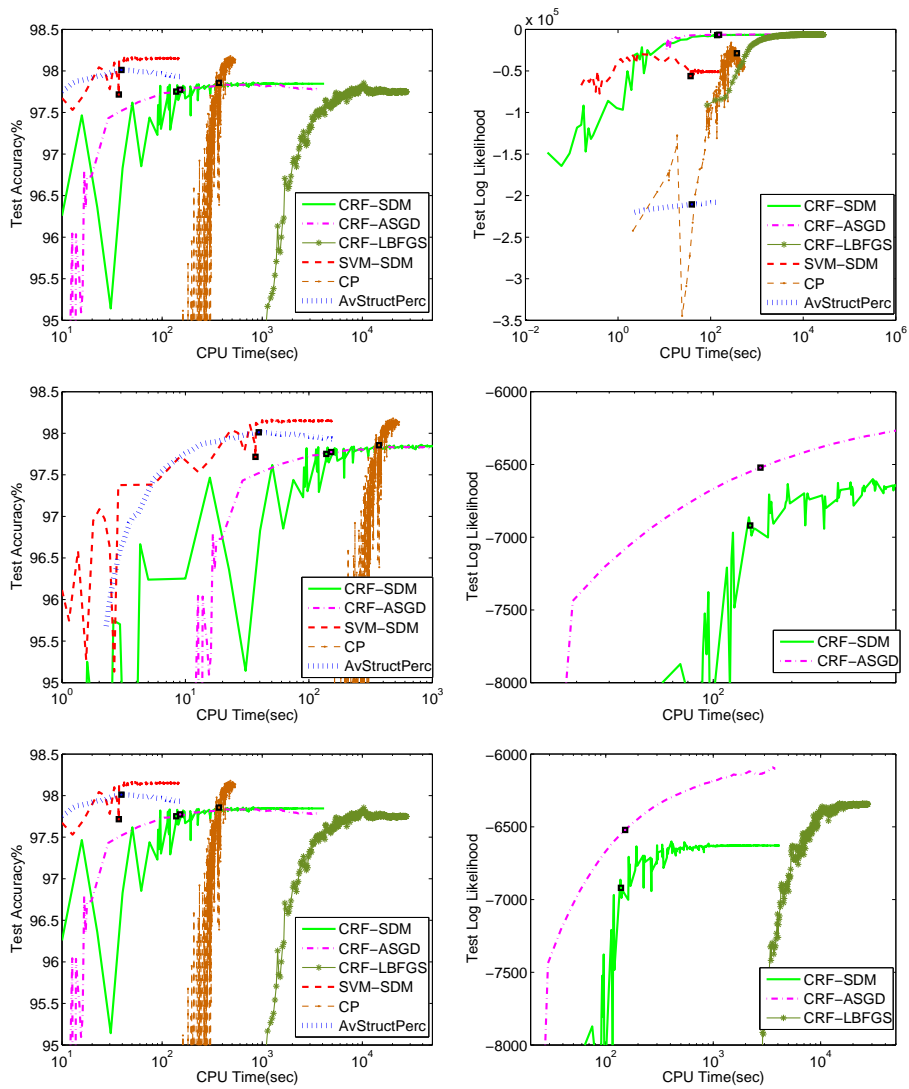 98.5
98
97.5
97
96.5
96
95.5
95
Test Accuracy%
10^1
10^2
10^3
10^4
CPU Time(sec)
CRF−SDM
CRF−ASGD
CRF−LBFGS
SVM−SDM
CP
AvStructPerc
x 10^5
0
−0.5
−1
−1.5
−2
−2.5
−3
−3.5
Test Log Likelihood
10^−2
10^0
10^2
10^4
10^6
CPU Time(sec)
CRF−SDM
CRF−ASGD
CRF−LBFGS
SVM−SDM
CP
AvStructPerc
98.5
98
97.5
97
96.5
96
95.5
95
Test Accuracy%
10^0
10^1
10^2
10^3
CPU Time(sec)
CRF−SDM
CRF−ASGD
SVM−SDM
CP
AvStructPerc
−6000
−6500
−7000
−7500
−8000
Test Log Likelihood
10^2
CPU Time(sec)
CRF−SDM
CRF−ASGD
98.5
98
97.5
97
96.5
96
95.5
95
Test Accuracy%
10^1
10^2
10^3
10^4
CPU Time(sec)
CRF−SDM
CRF−ASGD
CRF−LBFGS
SVM−SDM
CP
AvStructPerc
−6000
−6500
−7000
−7500
−8000
Test Log Likelihood
10^2
10^3
10^4
CPU Time(sec)
CRF−SDM
CRF−ASGD
CRF−LBFGS